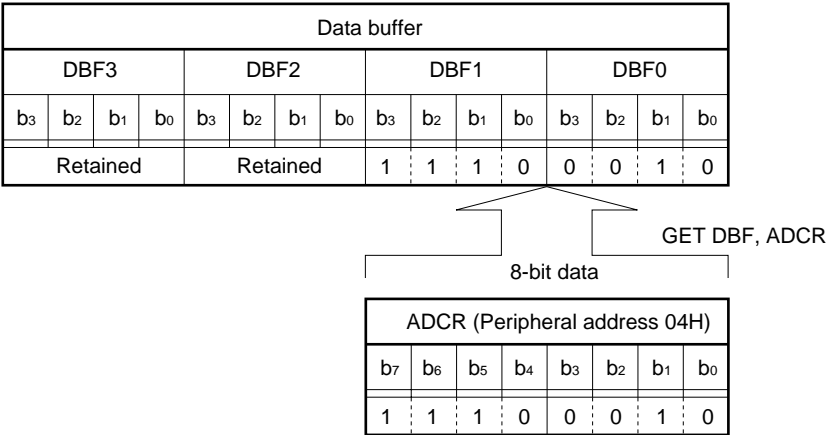 Data buffer
DBF3 DBF2 DBF1 DBF0
b3 b2 b1 b0 b3 b2 b1 b0 b3 b2 b1 b0 b3 b2 b1 b0
Retained Retained 1 1 1 0 0 0 1 0
GET DBF, ADCR
8-bit data
ADCR (Peripheral address 04H)
b7 b6 b5 b4 b3 b2 b1 b0
1 1 1 0 0 0 1 0